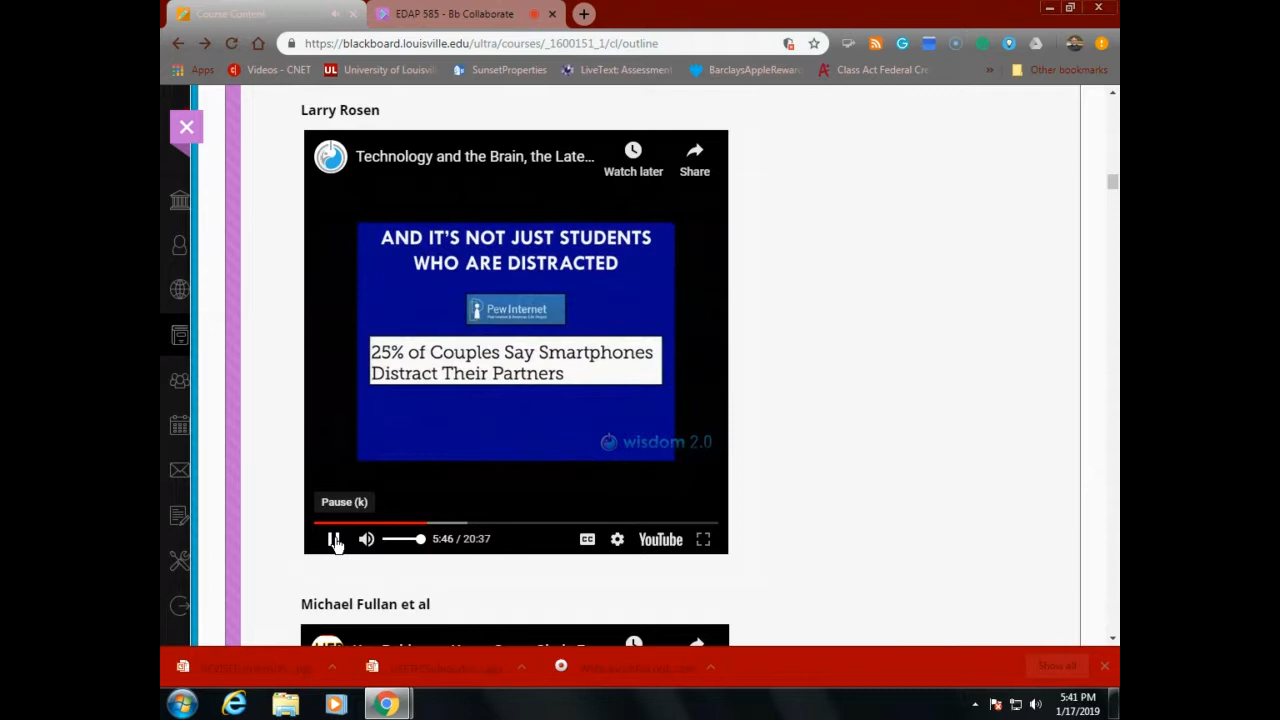 Course Content
EDAP 585 - Bb Collaborate
https://blackboard.louisville.edu/ultra/courses/_1600151_1/cl/outline
Apps
Videos - CNET
University of Louisvil
SunsetProperties
LiveText: Assessment
BarclaysAppleRewar
Class Act Federal Cr
»
Other bookmarks
Larry Rosen
Technology and the Brain, the Late...
Watch later
Share
AND IT'S NOT JUST STUDENTS
WHO ARE DISTRACTED
Pew Internet
25% of Couples Say Smartphones
Distract Their Partners
wisdom 2.0
Pause (k)
5:46 / 20:37
CC
YouTube
Michael Fullan et al
Show all
5:41 PM
1/17/2019